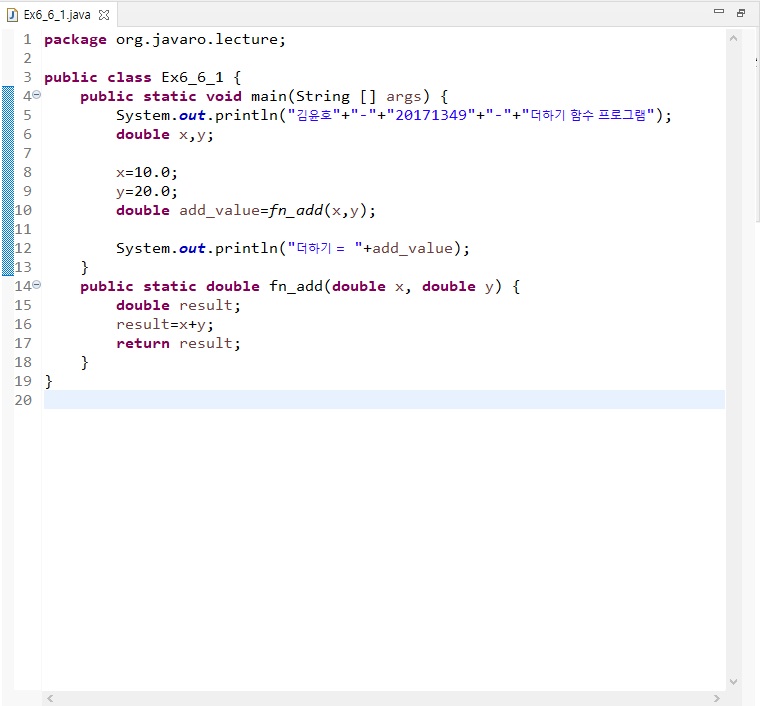 Ex6_6_1.java
1 package org.javaro.lecture;
2
3 public class Ex6_6_1 {
4 public static void main(String [] args) {
5 System.out.println("김윤호"+"-"+"20171349"+"-"+"더하기 함수 프로그램");
6 double x,y;
7
8 x=10.0;
9 y=20.0;
10 double add_value=fn_add(x,y);
11
12 System.out.println("더하기 = "+add_value);
13 }
14 public static double fn_add(double x, double y) {
15 double result;
16 result=x+y;
17 return result;
18 }
19 }
20